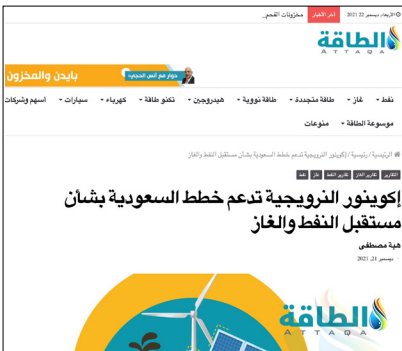 الأربعاء, ديسمبر 22 2021 أخر الأخبار مخزونات الفحم_
الطاقة
ATTAQA
حوار مع أنس الحجي بايدن والمخزون
نفط غاز طاقة متجددة طاقة نووية هيدروجين تكنو طاقة كهرباء سيارات أسهم وشركات
موسوعة الطاقة منوعات
الرئيسية / رئيسية / إكوينور النرويجية تدعم خطط السعودية بشأن مستقبل النفط والغاز
التقارير تقارير الغاز تقارير النفط غاز نفط
إكوينور النرويجية تدعم خطط السعودية بشأن
مستقبل النفط والغاز
هبة مصطفى
ديسمبر 21, 2021
الطاقة
ATTAQA